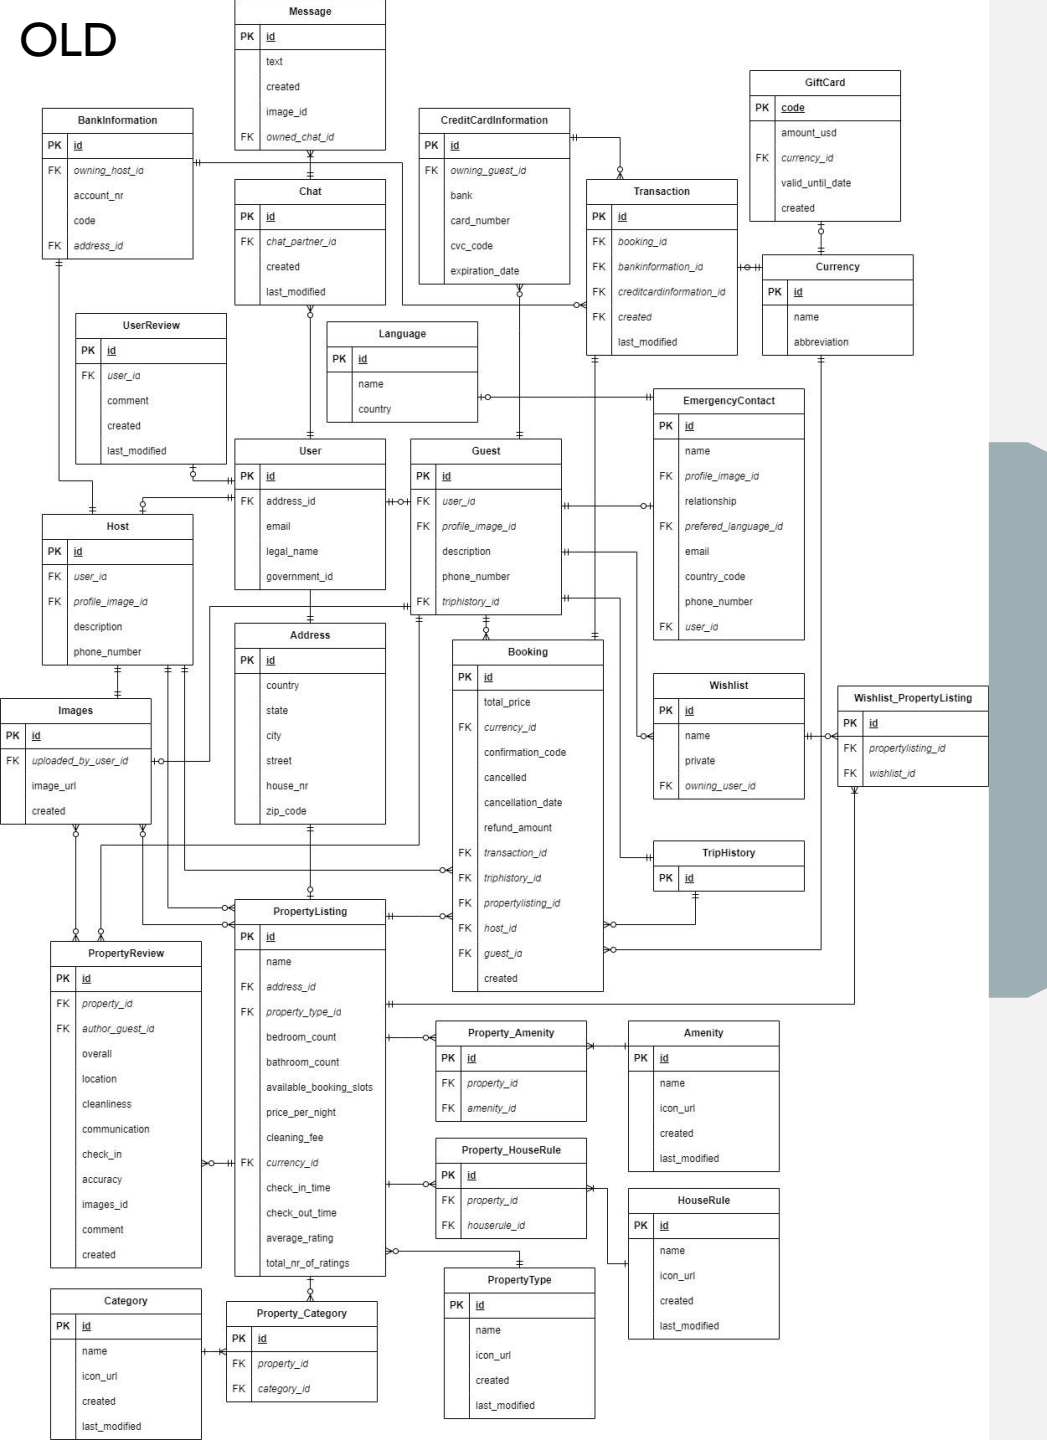 OLD
Message
PK id
text
created
image_id
FK owned_chat_id
GiftCard
PK code
amount_usd
FK currency_id
valid_until_date
created
BankInformation
PK id
FK owning_host_id
account_nr
code
FK address_id
CreditCardInformation
PK id
FK owning_guest_id
bank
card_number
cvc_code
expiration_date
Chat
PK id
FK chat_partner_id
created
last_modified
Transaction
PK id
FK booking_id
FK bankinformation_id
FK creditcardinformation_id
FK created
last_modified
Currency
PK id
name
abbreviation
UserReview
PK id
FK user_id
comment
created
last_modified
Language
PK id
name
country
EmergencyContact
PK id
name
FK profile_image_id
relationship
FK prefered_language_id
email
country_code
phone_number
FK user_id
User
PK id
FK address_id
email
legal_name
government_id
Guest
PK id
FK user_id
FK profile_image_id
description
phone_number
FK triphistory_id
Host
PK id
FK user_id
FK profile_image_id
description
phone_number
Address
PK id
country
state
city
street
house_nr
zip_code
Booking
PK id
total_price
FK currency_id
confirmation_code
cancelled
cancellation_date
refund_amount
FK transaction_id
FK triphistory_id
FK propertylisting_id
FK host_id
FK guest_id
created
Wishlist
PK id
name
private
FK owning_user_id
Wishlist_PropertyListing
PK id
FK propertylisting_id
FK wishlist_id
Images
PK id
FK uploaded_by_user_id
image_url
created
TripHistory
PK id
PropertyListing
PK id
name
FK address_id
FK property_type_id
bedroom_count
bathroom_count
available_booking_slots
price_per_night
cleaning_fee
FK currency_id
check_in_time
check_out_time
average_rating
total_nr_of_ratings
PropertyReview
PK id
FK property_id
FK author_guest_id
overall
location
cleanliness
communication
check_in
accuracy
images_id
comment
created
Property_Amenity
PK id
FK property_id
FK amenity_id
Amenity
PK id
name
icon_url
created
last_modified
Property_HouseRule
PK id
FK property_id
FK houserule_id
HouseRule
PK id
name
icon_url
created
last_modified
PropertyType
PK id
name
icon_url
created
last_modified
Category
PK id
name
icon_url
created
last_modified
Property_Category
PK id
FK property_id
FK category_id